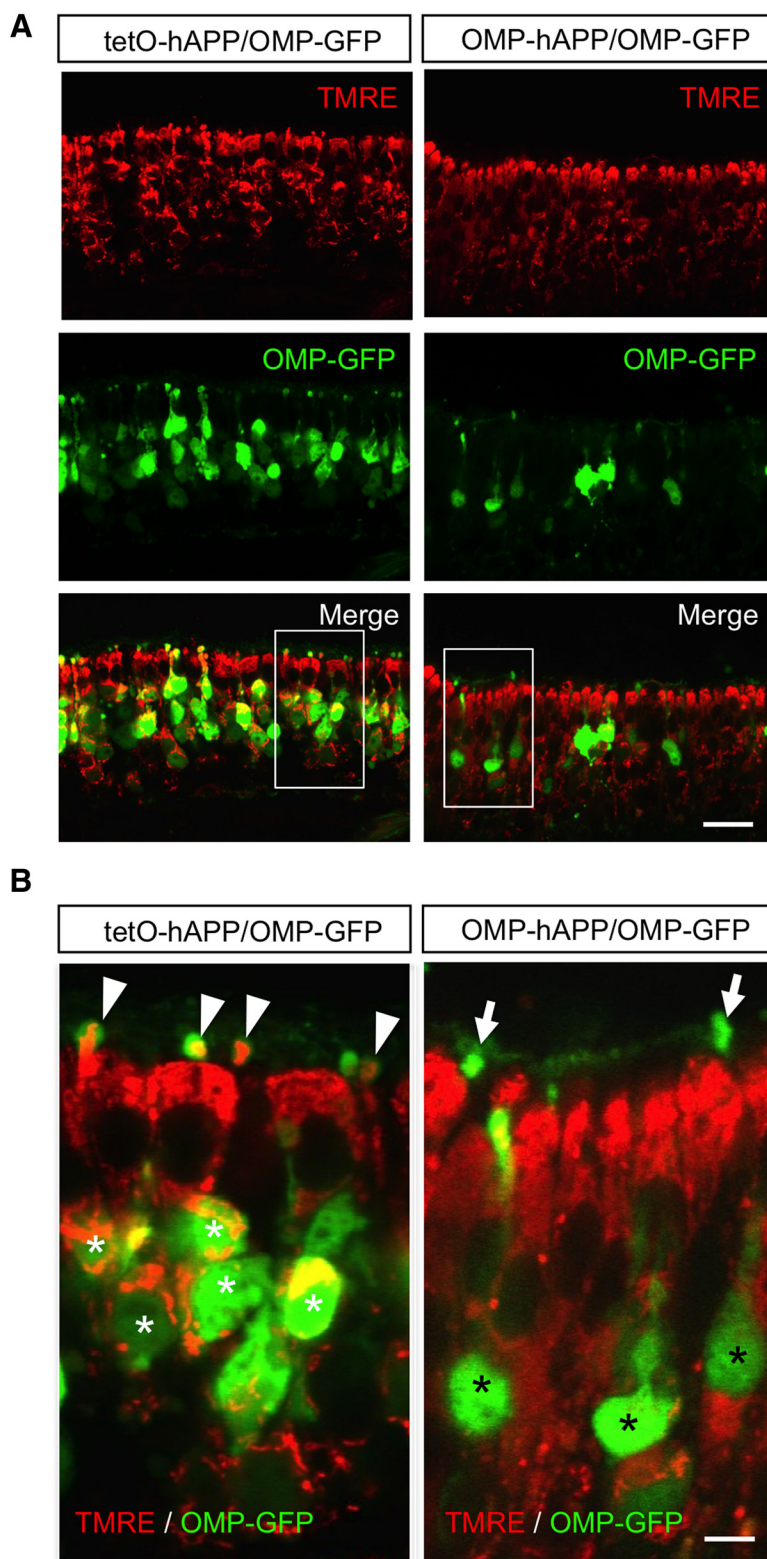 A
tetO-hAPP/OMP-GFP
OMP-hAPP/OMP-GFP
TMRE
TMRE
OMP-GFP
OMP-GFP
Merge
Merge
B
tetO-hAPP/OMP-GFP
OMP-hAPP/OMP-GFP
*
*
*
*
*
*
*
TMRE / OMP-GFP
TMRE / OMP-GFP